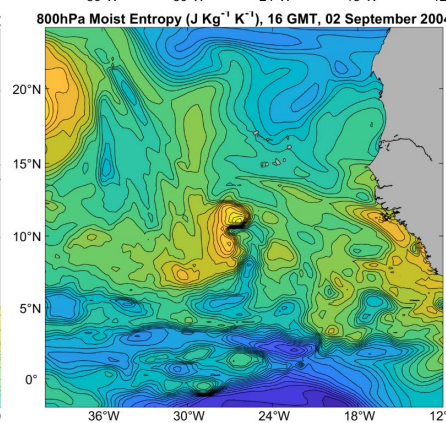 800hPa Moist Entropy (J Kg⁻¹ K⁻¹), 16 GMT, 02 September 2004
20°N
15°N
10°N
5°N
0°
36°W 30°W 24°W 18°W 12°